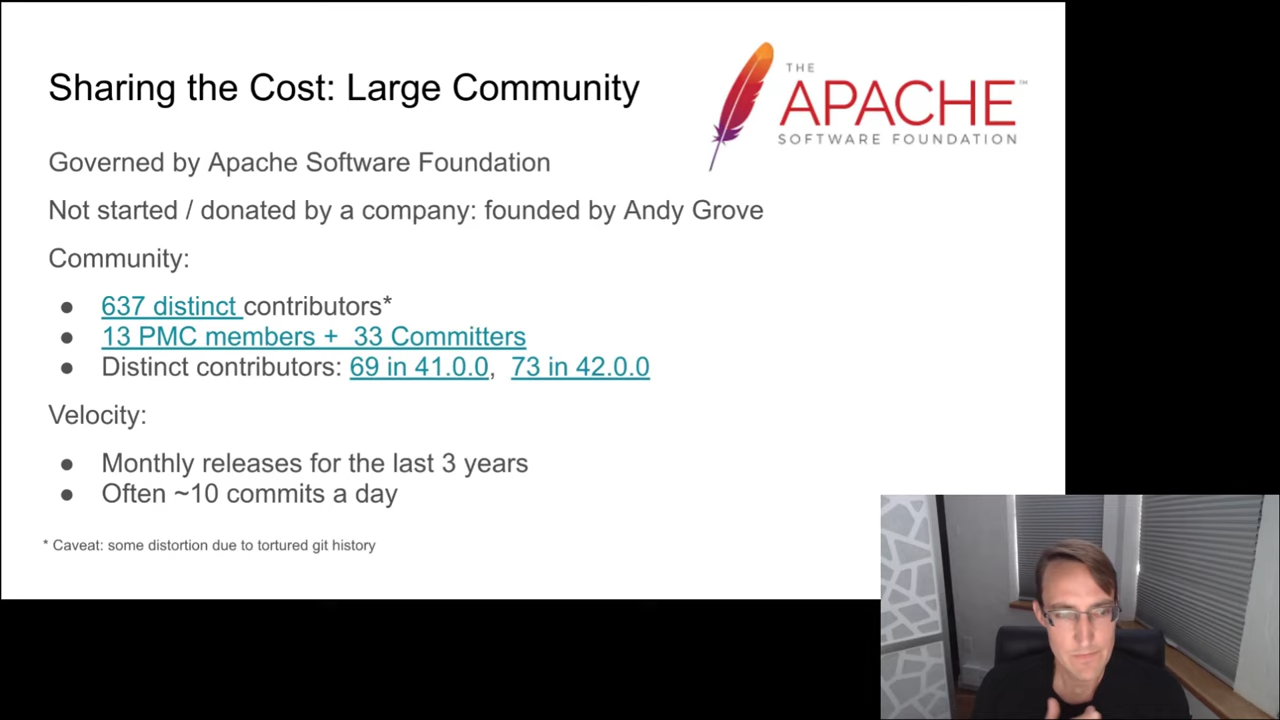 Sharing the Cost: Large Community
THE
APACHE™
SOFTWARE FOUNDATION
Governed by Apache Software Foundation
Not started / donated by a company: founded by Andy Grove
Community:
● 637 distinct contributors*
● 13 PMC members + 33 Committers
● Distinct contributors: 69 in 41.0.0, 73 in 42.0.0
Velocity:
● Monthly releases for the last 3 years
● Often ~10 commits a day
* Caveat: some distortion due to tortured git history